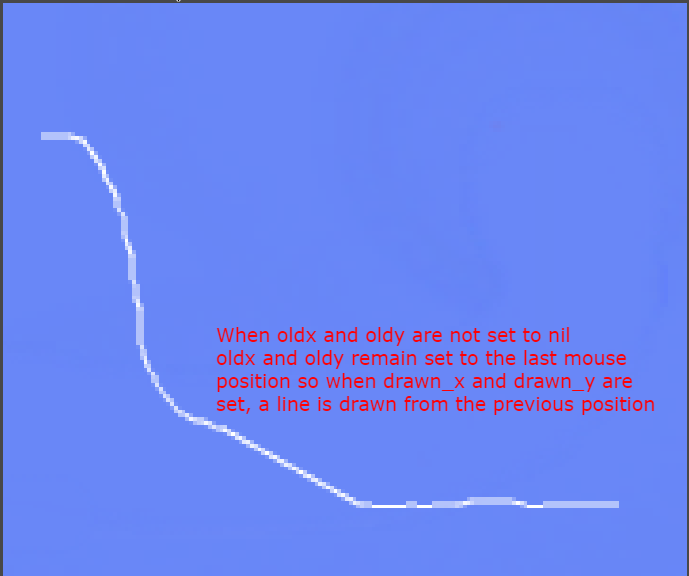 When oldx and oldy are not set to nil
oldx and oldy remain set to the last mouse
position so when drawn_x and drawn_y are
set, a line is drawn from the previous position